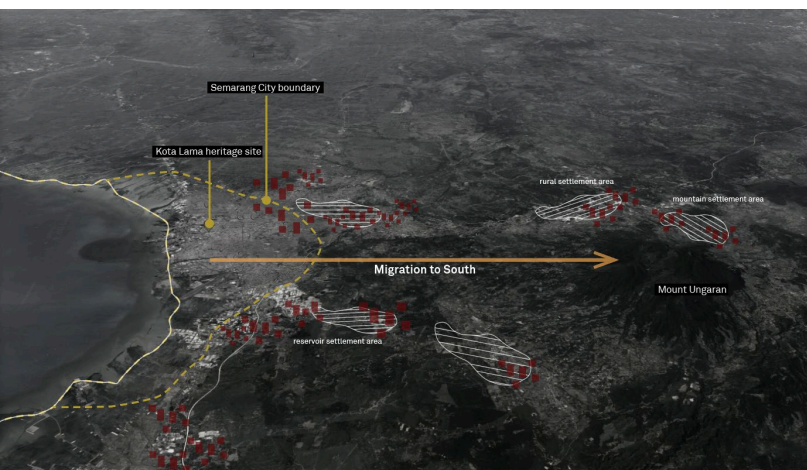 Semarang City boundary
Kota Lama heritage site
rural settlement area
mountain settlement area
Migration to South
Mount Ungaran
reservoir settlement area